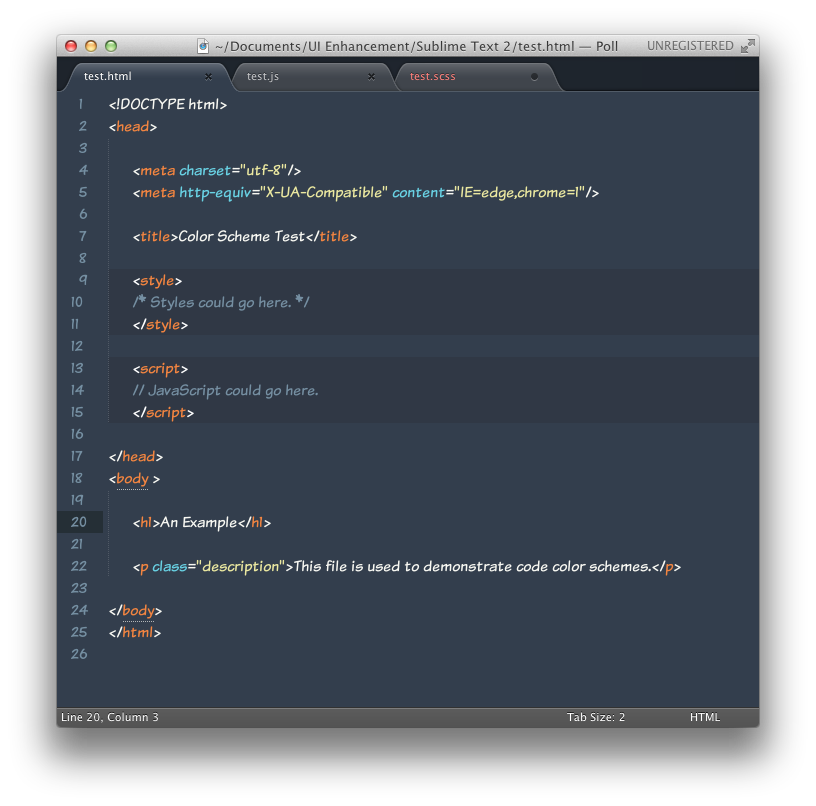 ~/Documents/UI Enhancement/Sublime Text 2/test.html — Poll UNREGISTERED
test.html test.js test.scss
1 <!DOCTYPE html>
2 <head>
3
4 <meta charset="utf-8"/>
5 <meta http-equiv="X-UA-Compatible" content="IE=edge,chrome=1"/>
6
7 <title>Color Scheme Test</title>
8
9 <style>
10 /* Styles could go here. */
11 </style>
12
13 <script>
14 // JavaScript could go here.
15 </script>
16
17 </head>
18 <body >
19
20 <h1>An Example</h1>
21
22 <p class="description">This file is used to demonstrate code color schemes.</p>
23
24 </body>
25 </html>
26
Line 20, Column 3 Tab Size: 2 HTML